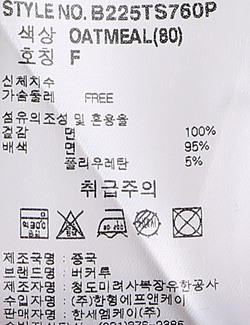 STYLE NO. B225TS760P
색상 OATMEAL(80)
호칭 F
신체치수
가슴둘레 FREE
섬유의조성 및 혼용율
겉감 면 100%
배색 면 95%
폴리우레탄 5%
취급주의
제조국명 : 중국
브랜드명 : 버커루
제조자명 : 청도미려사복장유한공사
수입자명 : (주)한형에프앤케이
판매자명 : 한세엠케이(주)